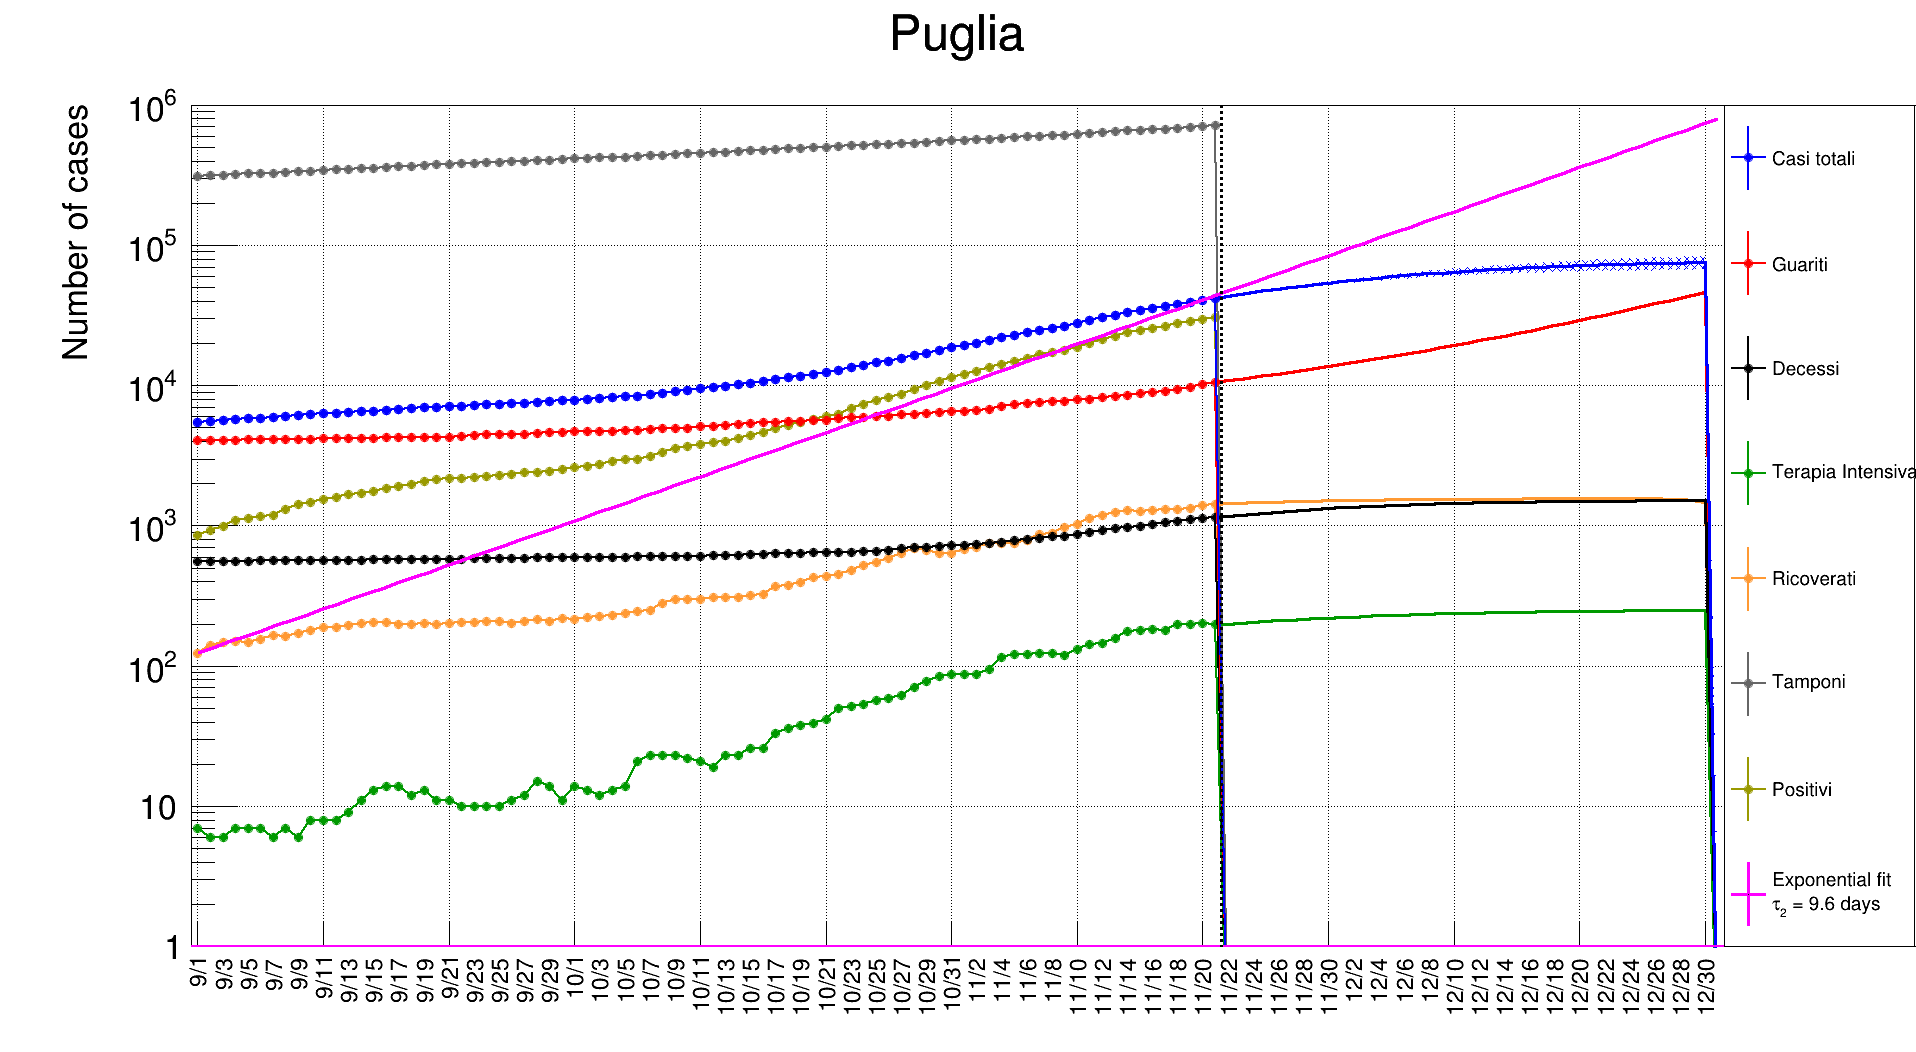 Puglia
Number of cases
10^6
10^5
10^4
10^3
10^2
10
1
9/1 9/3 9/5 9/7 9/9 9/11 9/13 9/15 9/17 9/19 9/21 9/23 9/25 9/27 9/29 10/1 10/3 10/5 10/7 10/9 10/11 10/13 10/15 10/17 10/19 10/21 10/23 10/25 10/27 10/29 10/31 11/2 11/4 11/6 11/8 11/10 11/12 11/14 11/16 11/18 11/20 11/22 11/24 11/26 11/28 11/30 12/2 12/4 12/6 12/8 12/10 12/12 12/14 12/16 12/18 12/20 12/22 12/24 12/26 12/28 12/30
Casi totali
Guariti
Decessi
Terapia Intensiva
Ricoverati
Tamponi
Positivi
Exponential fit
τ₂ = 9.6 days